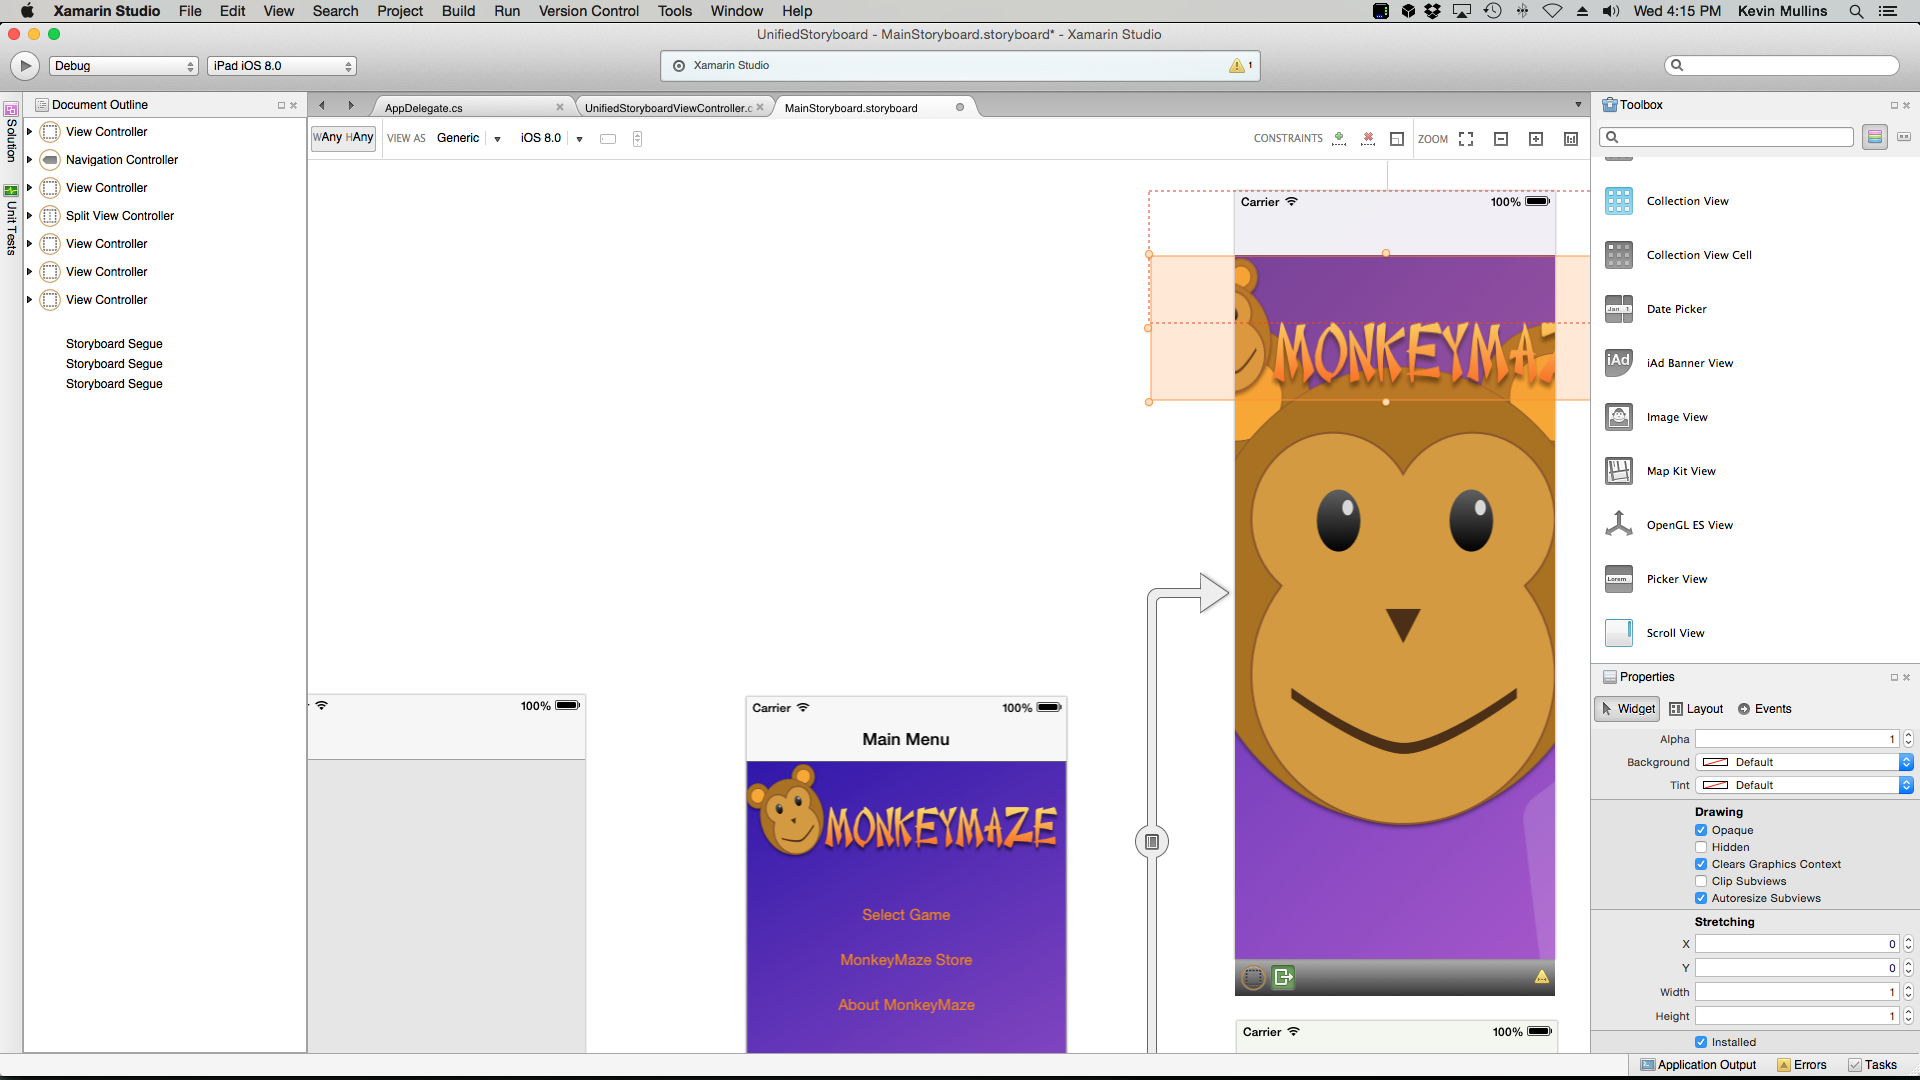 Xamarin Studio File Edit View Search Project Build Run Version Control Tools Window Help 1 Wed 4:15 PM Kevin Mullins
UnifiedStoryboard - MainStoryboard.storyboard* - Xamarin Studio
Debug iPad iOS 8.0 Xamarin Studio 1
Solution
Unit Tests
Document Outline
View Controller
Navigation Controller
View Controller
Split View Controller
View Controller
View Controller
View Controller
Storyboard Segue
Storyboard Segue
Storyboard Segue
AppDelegate.cs UnifiedStoryboardViewController.c MainStoryboard.storyboard
WAny HAny VIEW AS Generic iOS 8.0 CONSTRAINTS ZOOM
100%
Carrier 100%
Main Menu
MONKEYMAZE
Select Game
MonkeyMaze Store
About MonkeyMaze
Carrier 100%
MONKEYMAZ
Carrier 100%
Toolbox
Collection View
Collection View Cell
Jan 1
Date Picker
iAd
iAd Banner View
Image View
Map Kit View
OpenGL ES View
Lorem
Picker View
Scroll View
Properties
Widget Layout Events
Alpha 1
Background Default
Tint Default
Drawing
Opaque
Hidden
Clears Graphics Context
Clip Subviews
Autoresize Subviews
Stretching
X 0
Y 0
Width 1
Height 1
Installed
Application Output Errors Tasks